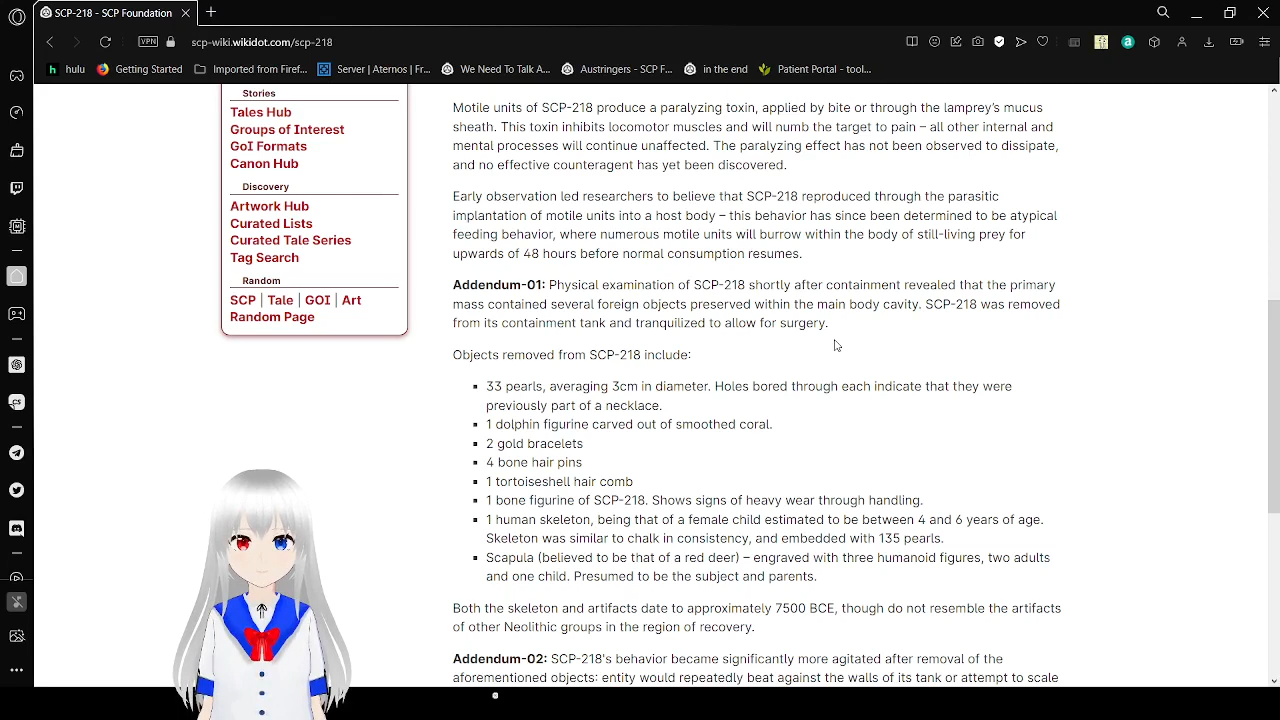 SCP-218 - SCP Foundation
VPN
scp-wiki.wikidot.com/scp-218
hulu
Getting Started
Imported from Firef...
Server | Aternos | Fr...
We Need To Talk A...
Austringers - SCP F...
in the end
Patient Portal - tool...
Stories
Tales Hub
Groups of Interest
GoI Formats
Canon Hub
Discovery
Artwork Hub
Curated Lists
Curated Tale Series
Tag Search
Random
SCP | Tale | GOI | Art
Random Page
Motile units of SCP-218 produce a paralyzing toxin, applied by bite or through the lamprey's mucus
sheath. This toxin inhibits locomotor muscles and will numb the target to pain – all other internal and
mental processes will continue unaffected. The paralyzing effect has not been observed to dissipate,
and no effective counteragent has yet been discovered.
Early observation led researchers to believe that SCP-218 reproduced through the parasitic
implantation of motile units into a host body – this behavior has since been determined to be atypical
feeding behavior, where numerous motile units will burrow within the body of still-living prey for
upwards of 48 hours before normal consumption resumes.
Addendum-01: Physical examination of SCP-218 shortly after containment revealed that the primary
mass contained several foreign objects preserved within the main body cavity. SCP-218 was removed
from its containment tank and tranquilized to allow for surgery.
Objects removed from SCP-218 include:
33 pearls, averaging 3cm in diameter. Holes bored through each indicate that they were
previously part of a necklace.
1 dolphin figurine carved out of smoothed coral.
2 gold bracelets
4 bone hair pins
1 tortoiseshell hair comb
1 bone figurine of SCP-218. Shows signs of heavy wear through handling.
1 human skeleton, being that of a female child estimated to be between 4 and 6 years of age.
Skeleton was similar to chalk in consistency, and embedded with 135 pearls.
Scapula (believed to be that of a red deer) – engraved with three humanoid figures, two adults
and one child. Presumed to be the subject and parents.
Both the skeleton and artifacts date to approximately 7500 BCE, though do not resemble the artifacts
of other Neolithic groups in the region of recovery.
Addendum-02: SCP-218's behavior became significantly more agitated after removal of the
aforementioned objects: entity would repeatedly beat against the walls of its tank or attempt to scale